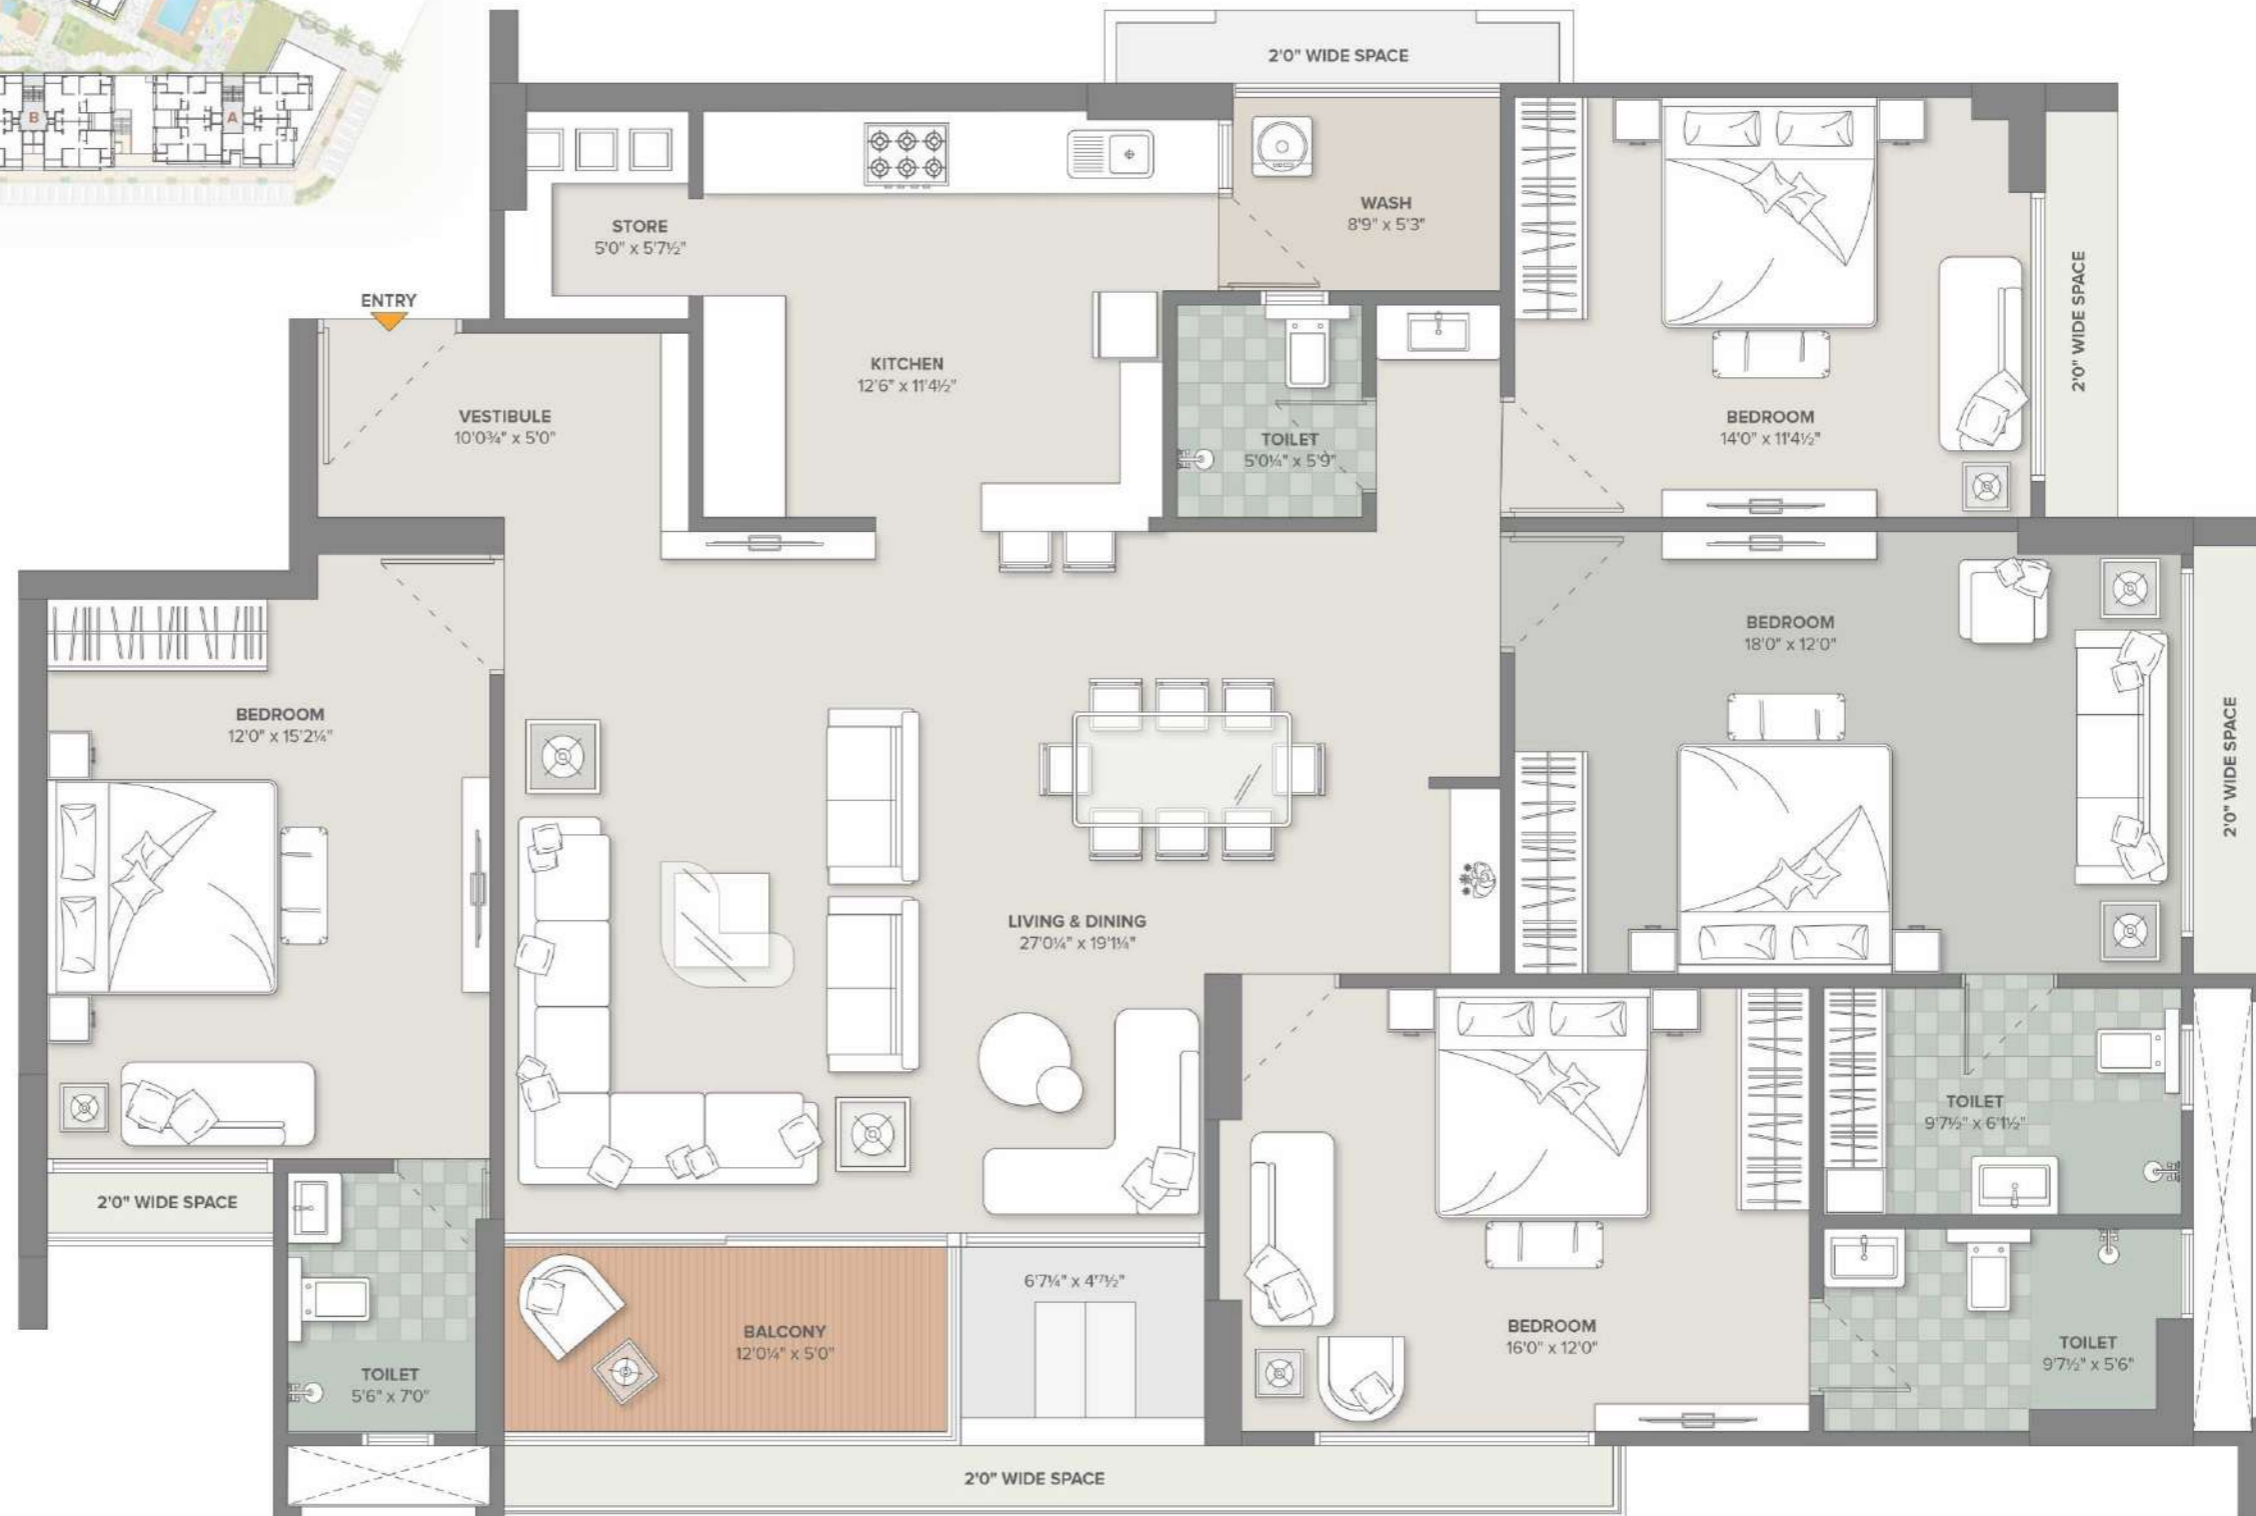 B
A
2'0" WIDE SPACE
STORE
5'0" x 5'7½"
WASH
8'9" x 5'3"
2'0" WIDE SPACE
ENTRY
KITCHEN
12'6" x 11'4½"
VESTIBULE
10'0¾" x 5'0"
TOILET
5'0¼" x 5'9"
BEDROOM
14'0" x 11'4½"
BEDROOM
18'0" x 12'0"
BEDROOM
12'0" x 15'2¼"
2'0" WIDE SPACE
LIVING & DINING
27'0¼" x 19'1¼"
TOILET
9'7½" x 6'1½"
2'0" WIDE SPACE
6'7¼" x 4'7½"
BALCONY
12'0¼" x 5'0"
BEDROOM
16'0" x 12'0"
TOILET
9'7½" x 5'6"
TOILET
5'6" x 7'0"
2'0" WIDE SPACE